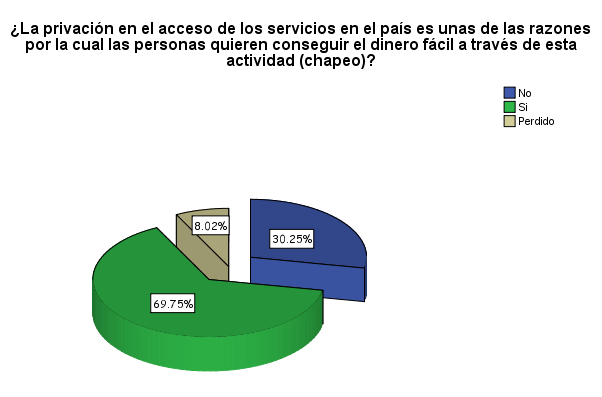 ¿La privación en el acceso de los servicios en el país es unas de las razones
por la cual las personas quieren conseguir el dinero fácil a través de esta
actividad (chapeo)?
No
Si
Perdido
8.02%
30.25%
69.75%